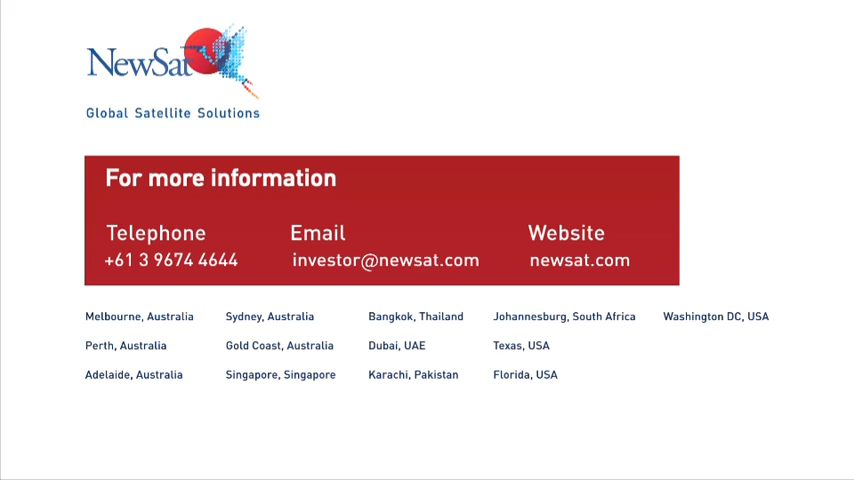 NewSat
Global Satellite Solutions
For more information
Telephone Email Website
+61 3 9674 4644 investor@newsat.com newsat.com
Melbourne, Australia Sydney, Australia Bangkok, Thailand Johannesburg, South Africa Washington DC, USA
Perth, Australia Gold Coast, Australia Dubai, UAE Texas, USA
Adelaide, Australia Singapore, Singapore Karachi, Pakistan Florida, USA